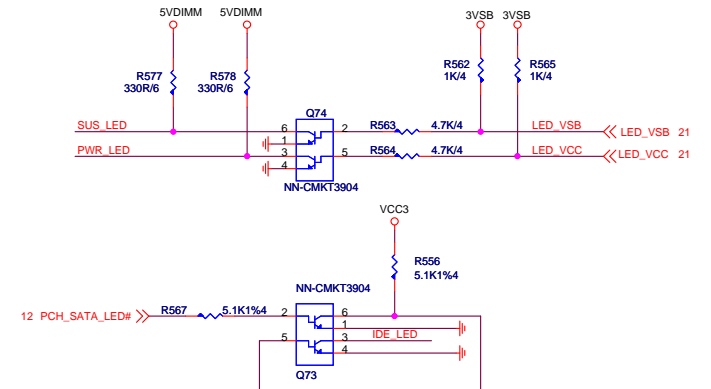 5VDIMM 5VDIMM 3VSB 3VSB
R577 330R/6
R578 330R/6
R562 1K/4
R565 1K/4
Q74
SUS_LED 6 2 R563 4.7K/4 LED_VSB LED_VSB 21
1
PWR_LED 3 5 R564 4.7K/4 LED_VCC LED_VCC 21
4
NN-CMKT3904
VCC3
R556
5.1K1%4
NN-CMKT3904
12 PCH_SATA_LED# R567 5.1K1%4 2 6
1
5 3 IDE_LED
4
Q73